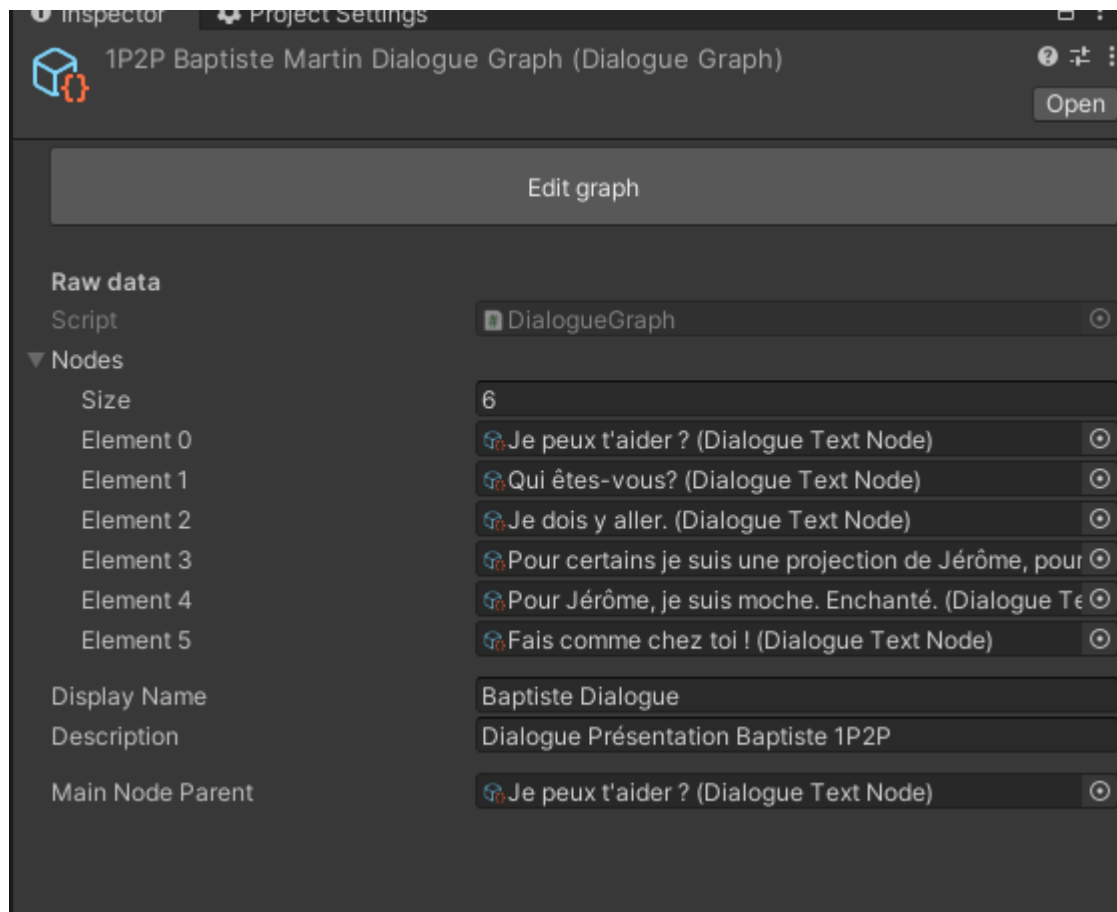 Inspector Project Settings
1P2P Baptiste Martin Dialogue Graph (Dialogue Graph)
Open
Edit graph
Raw data
Script DialogueGraph
Nodes
Size 6
Element 0 Je peux t'aider ? (Dialogue Text Node)
Element 1 Qui êtes-vous? (Dialogue Text Node)
Element 2 Je dois y aller. (Dialogue Text Node)
Element 3 Pour certains je suis une projection de Jérôme, pour
Element 4 Pour Jérôme, je suis moche. Enchanté. (Dialogue Te
Element 5 Fais comme chez toi ! (Dialogue Text Node)
Display Name Baptiste Dialogue
Description Dialogue Présentation Baptiste 1P2P
Main Node Parent Je peux t'aider ? (Dialogue Text Node)